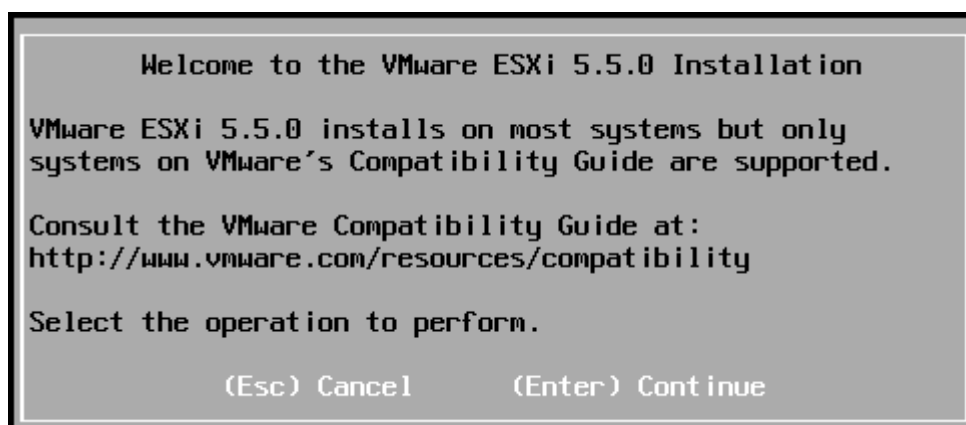 Welcome to the VMware ESXi 5.5.0 Installation
VMware ESXi 5.5.0 installs on most systems but only
systems on VMware's Compatibility Guide are supported.
Consult the VMware Compatibility Guide at:
http://www.vmware.com/resources/compatibility
Select the operation to perform.
(Esc) Cancel (Enter) Continue